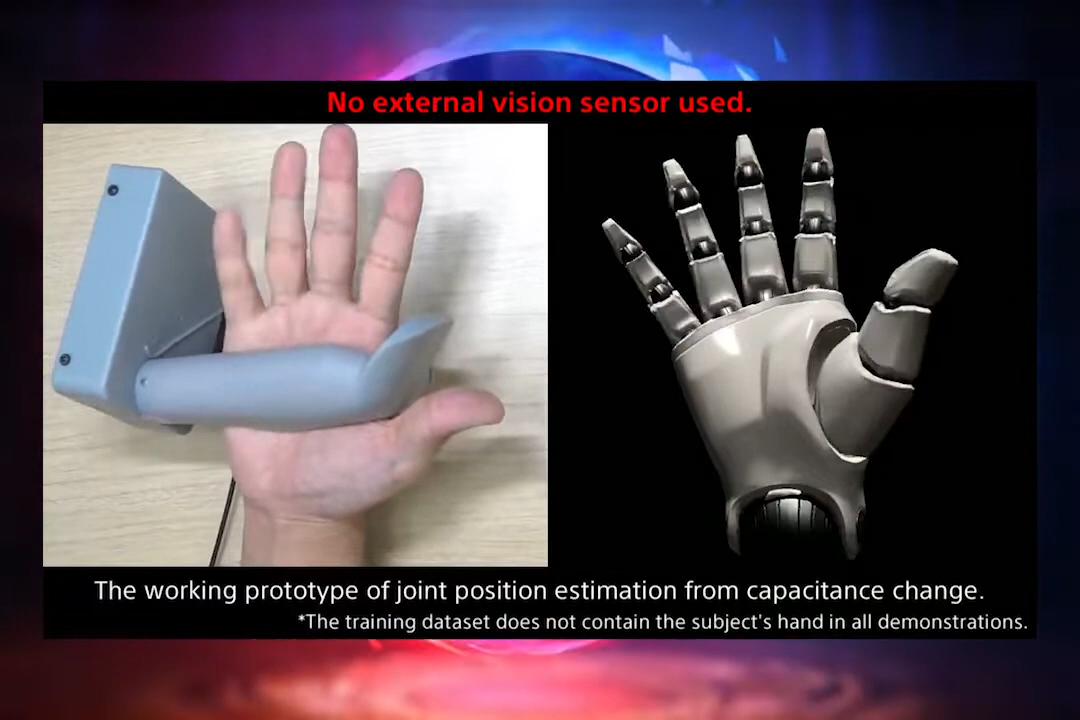 No external vision sensor used.
The working prototype of joint position estimation from capacitance change.
*The training dataset does not contain the subject's hand in all demonstrations.